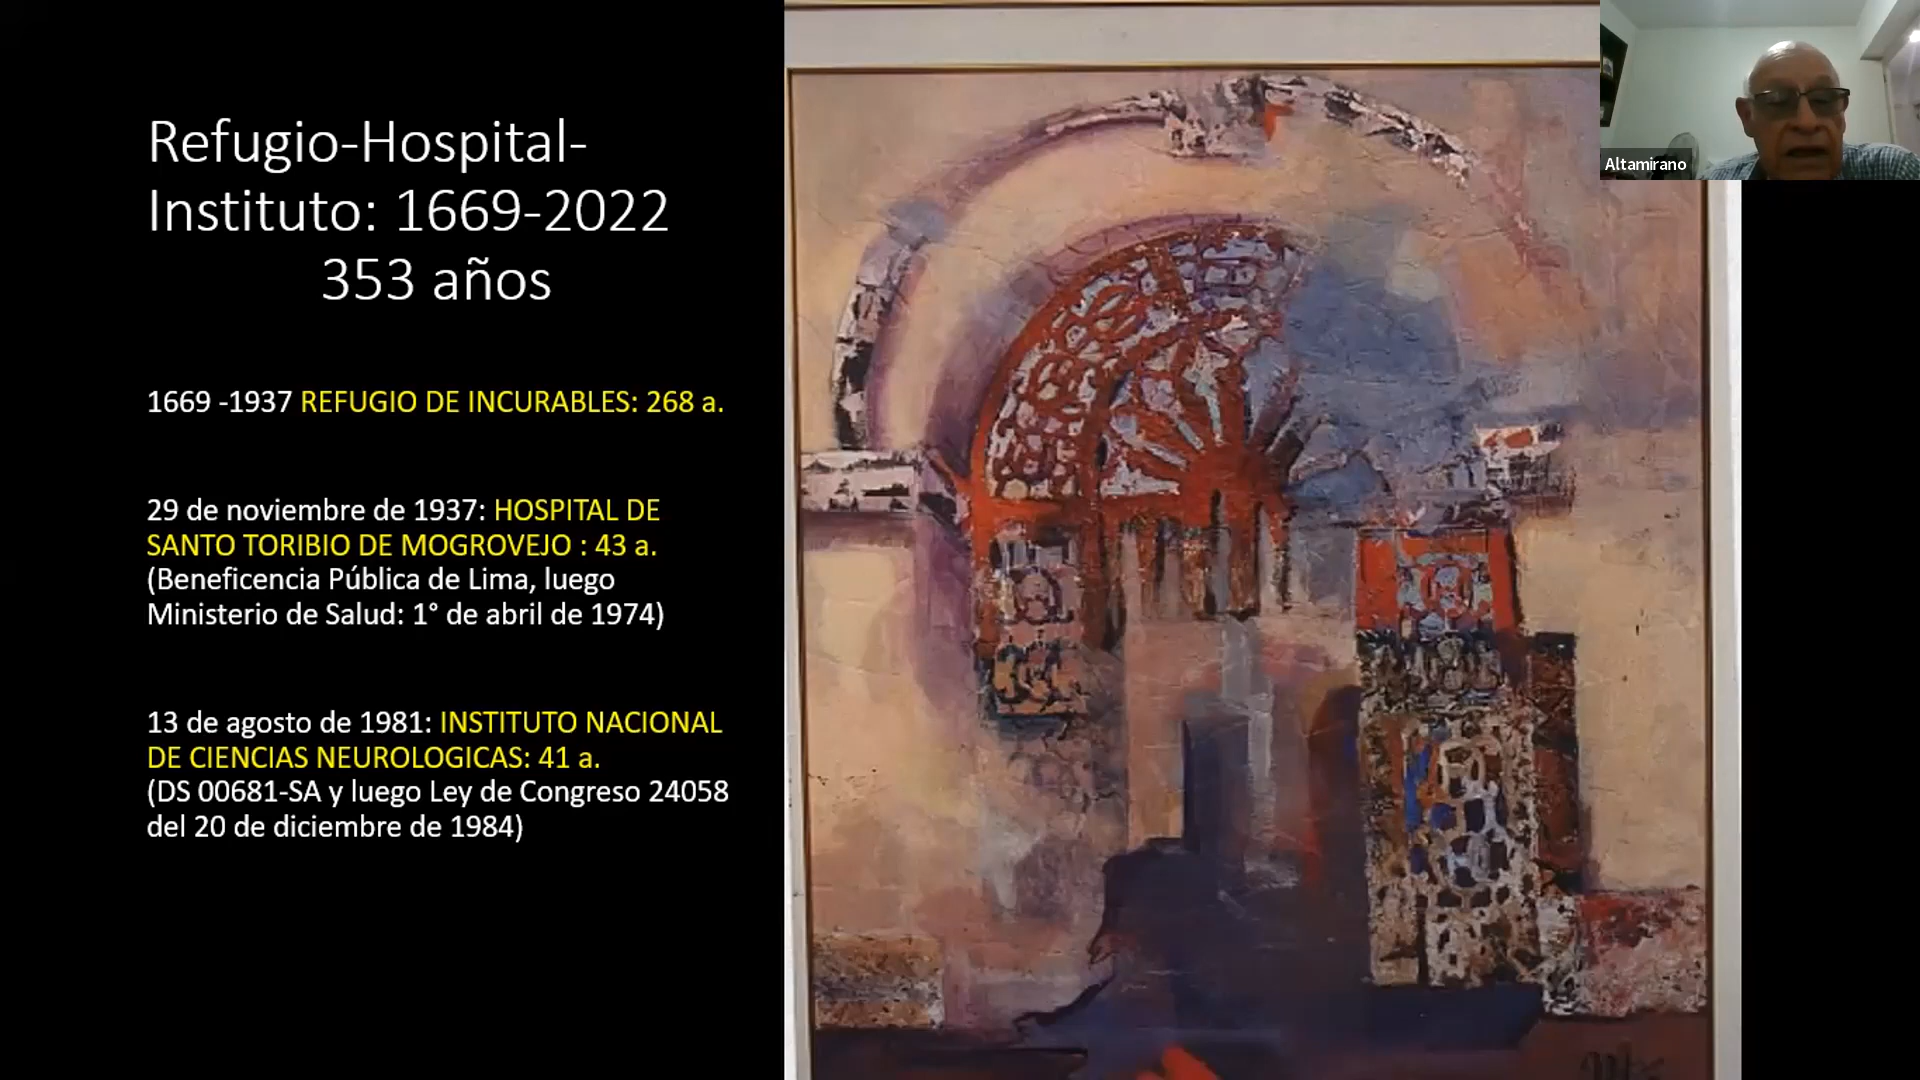 Refugio-Hospital-
Instituto: 1669-2022
353 años
1669 -1937 REFUGIO DE INCURABLES: 268 a.
29 de noviembre de 1937: HOSPITAL DE
SANTO TORIBIO DE MOGROVEJO : 43 a.
(Beneficencia Pública de Lima, luego
Ministerio de Salud: 1° de abril de 1974)
13 de agosto de 1981: INSTITUTO NACIONAL
DE CIENCIAS NEUROLOGICAS: 41 a.
(DS 00681-SA y luego Ley de Congreso 24058
del 20 de diciembre de 1984)
Altamirano